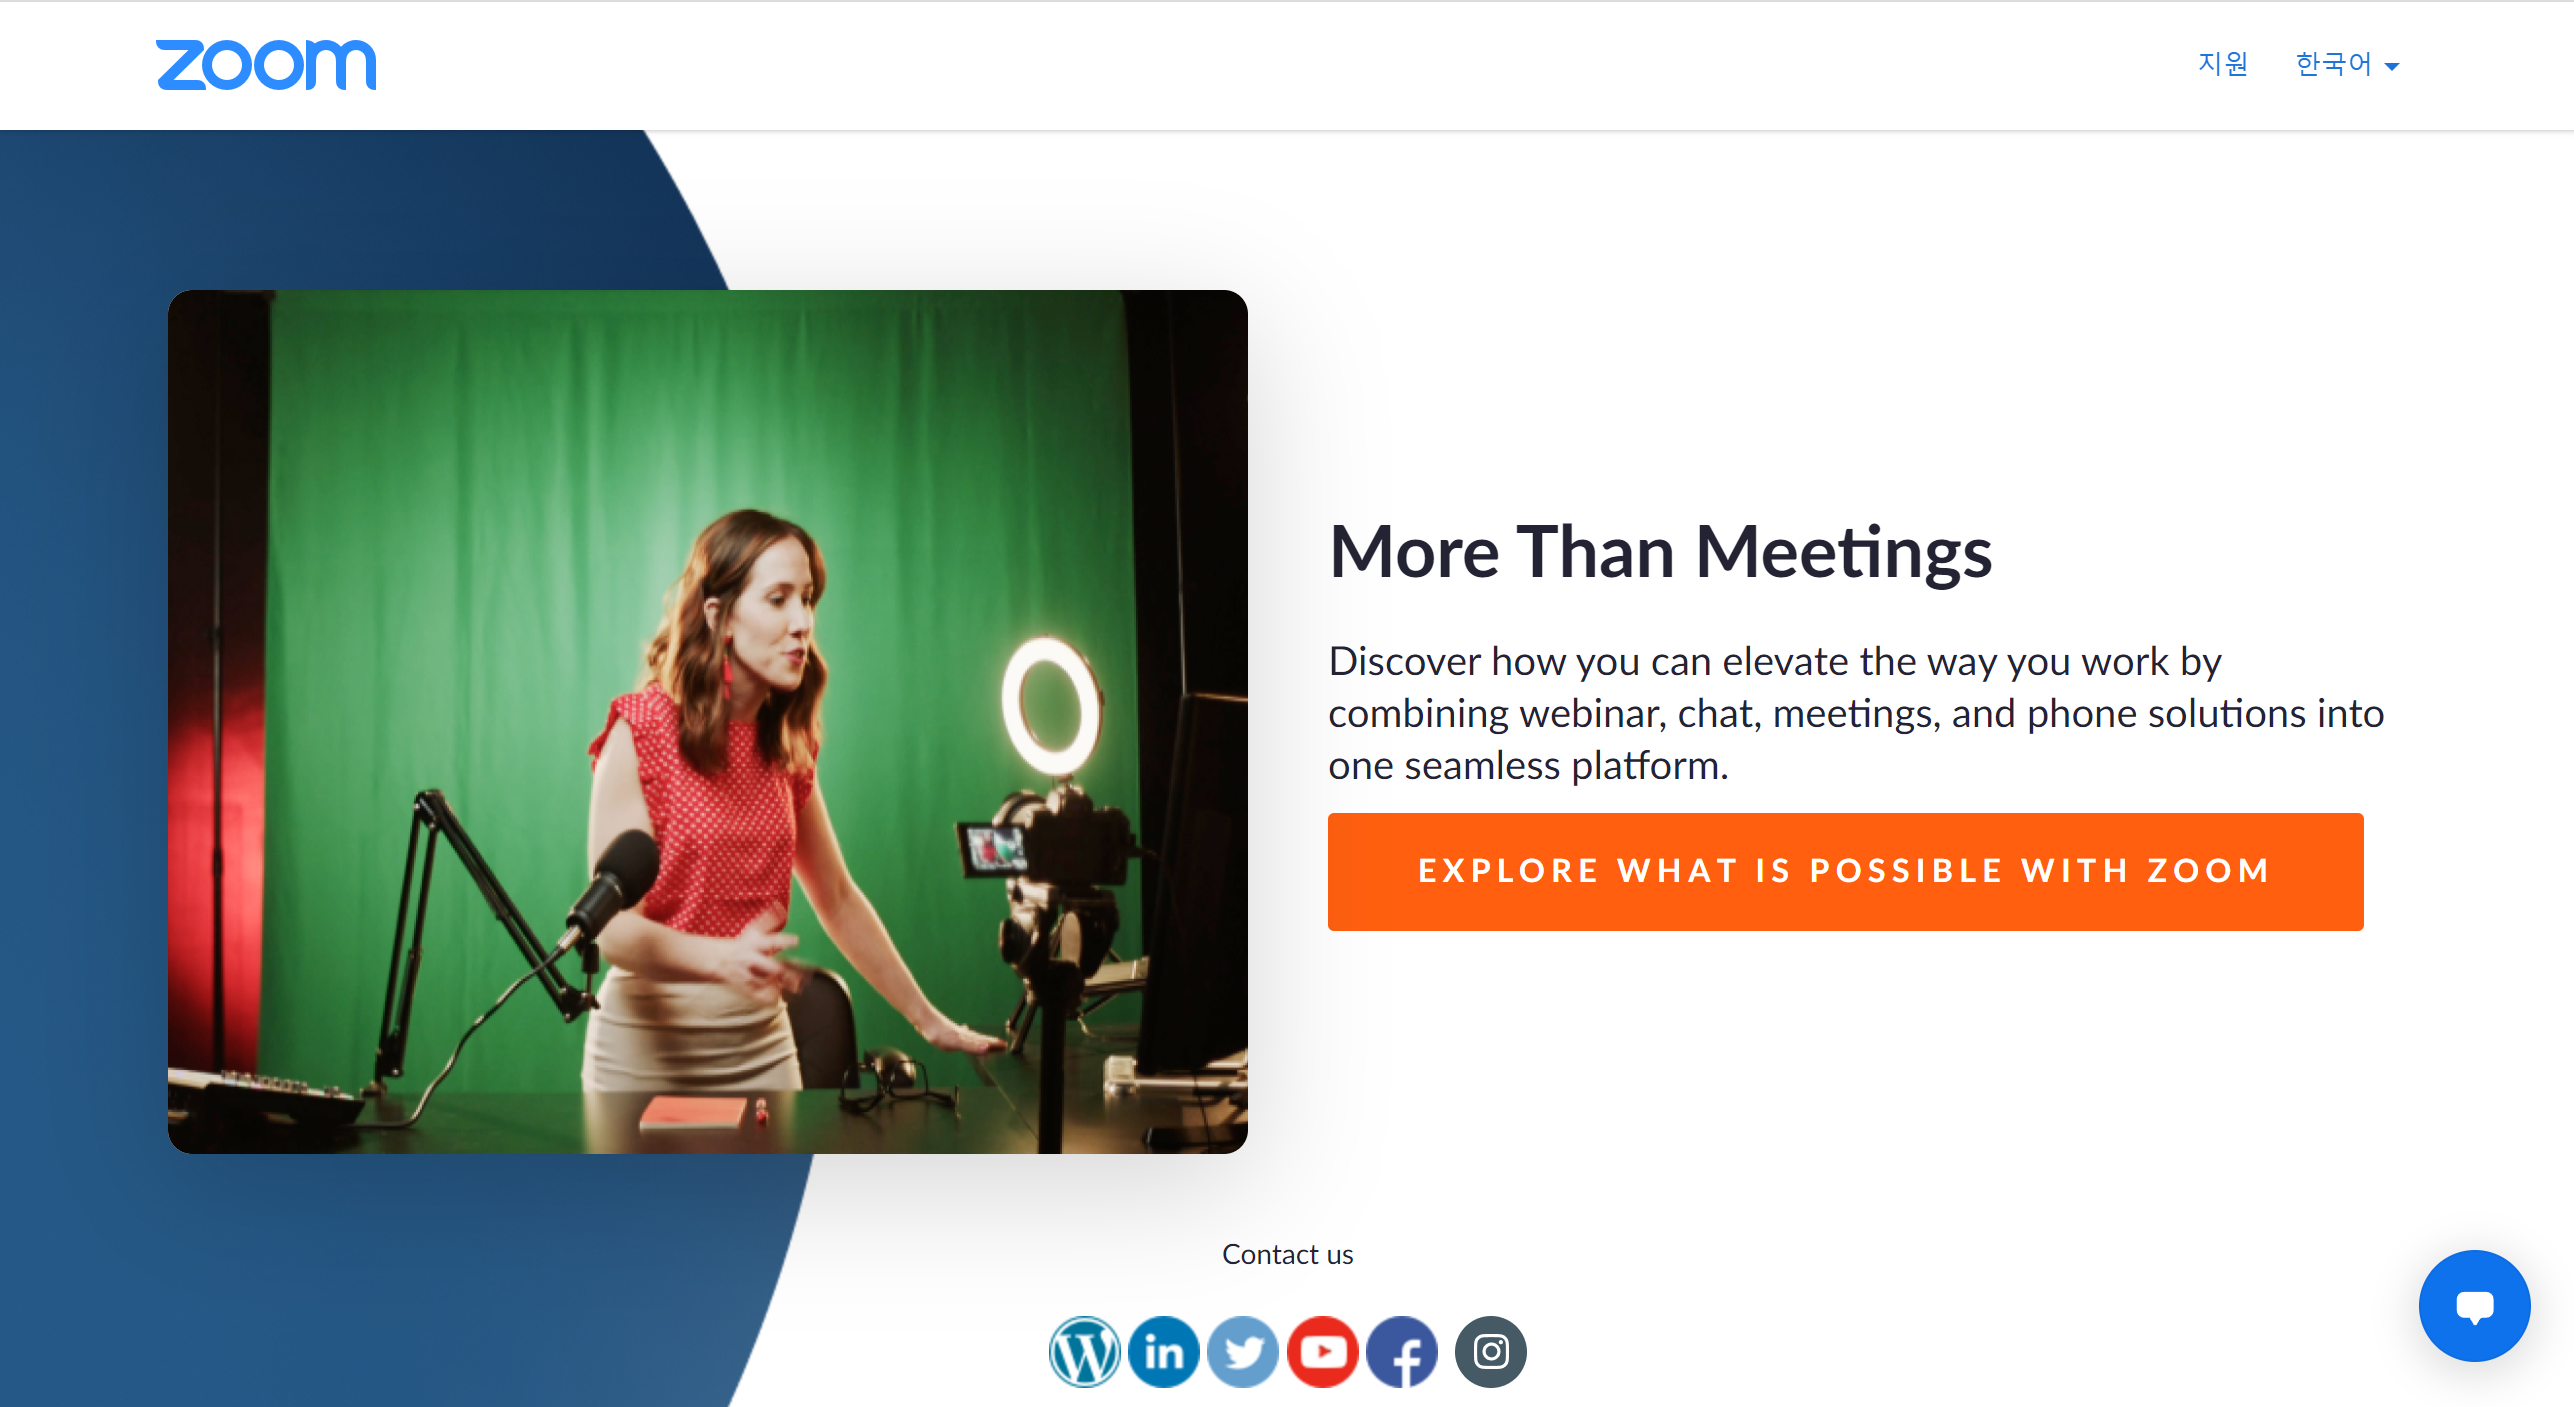 zoom
지원 한국어
More Than Meetings
Discover how you can elevate the way you work by
combining webinar, chat, meetings, and phone solutions into
one seamless platform.
EXPLORE WHAT IS POSSIBLE WITH ZOOM
Contact us